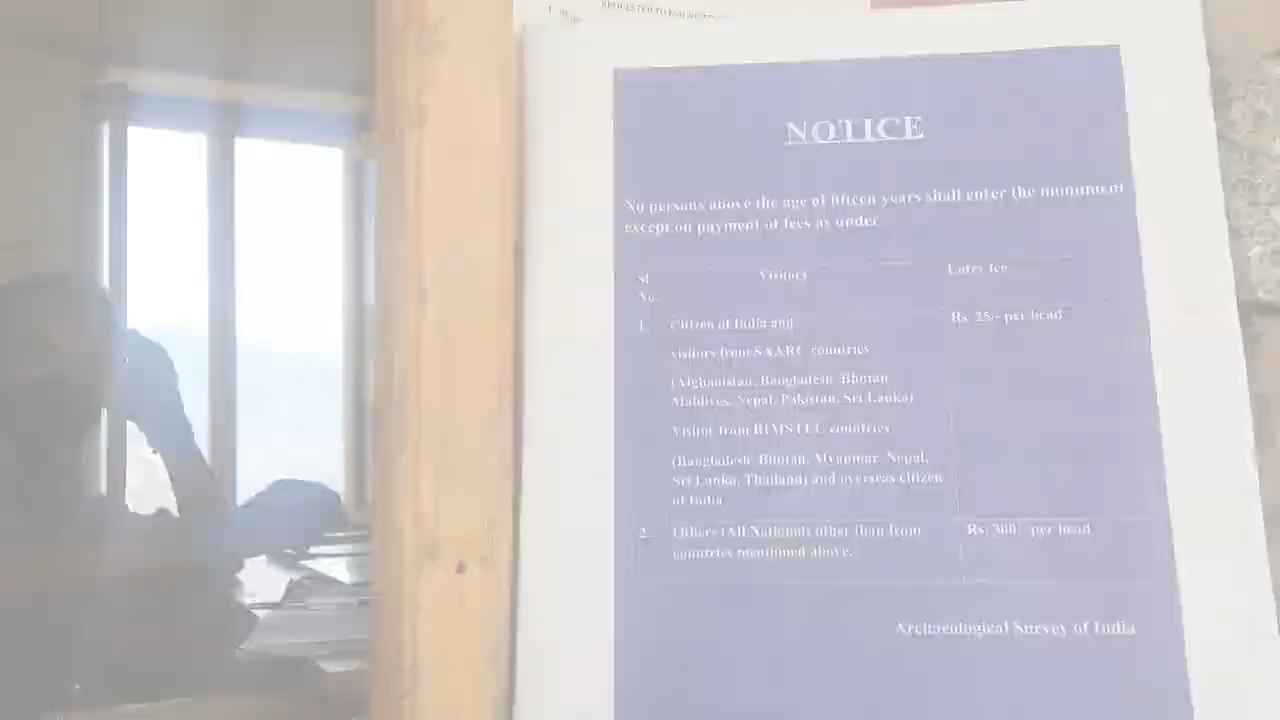 NOTICE
No persons above the age of fifteen years shall enter the monument
except on payment of fees as under
Sl. Visitors Entry fee
No.
1. Citizen of India and Rs. 25/- per head
visitors from SAARC countries
(Afghanistan, Bangladesh, Bhutan
Maldives, Nepal, Pakistan, Sri Lanka)
Visitor from BIMSTEC countries
(Bangladesh, Bhutan, Myanmar, Nepal,
Sri Lanka, Thailand) and overseas citizen
of India
2. Others (All Nationals other than from Rs. 300/- per head
countries mentioned above.
Archaeological Survey of India